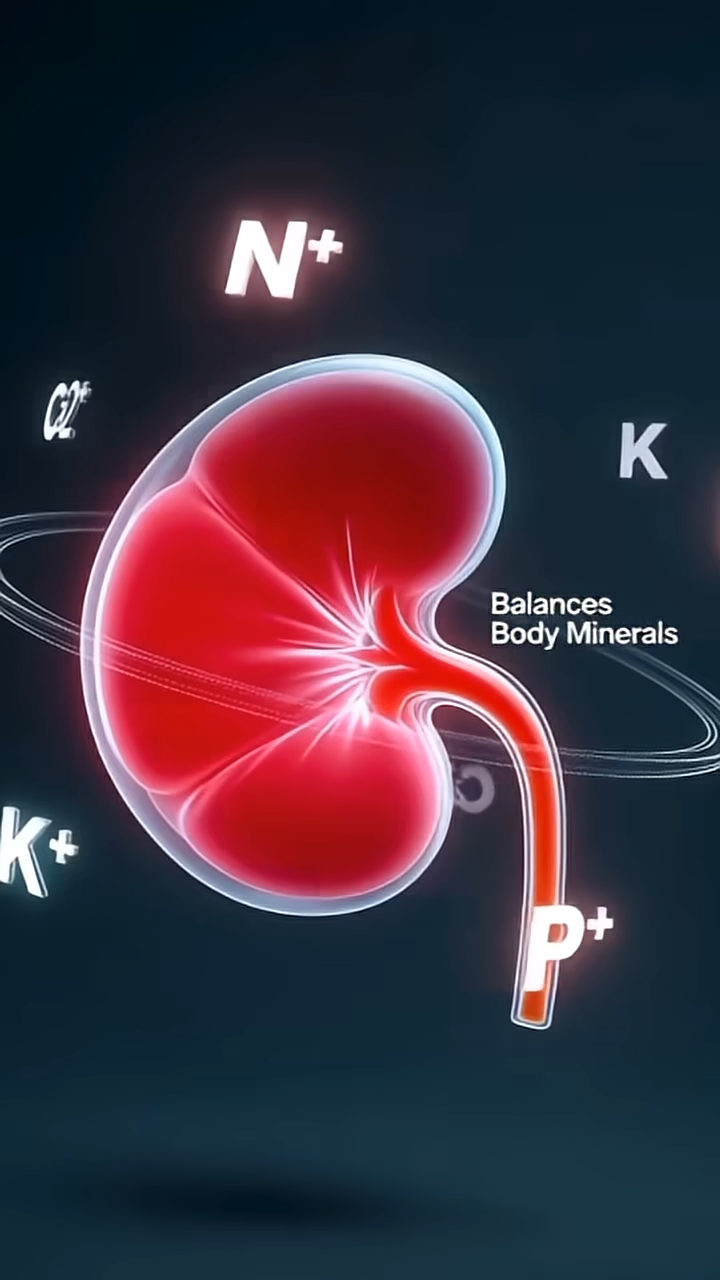 N⁺
K
Balances
Body Minerals
K⁺
P⁺